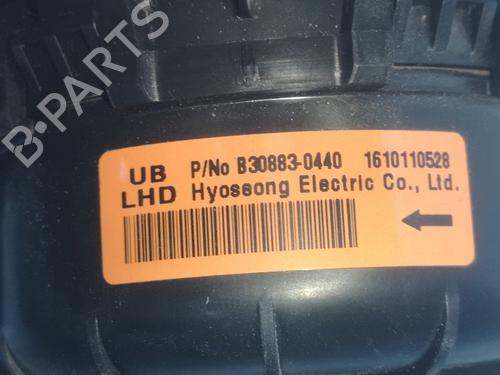 B-PARTS
UB P/No B30883-0440 1610110528
LHD Hyoseong Electric Co., Ltd.